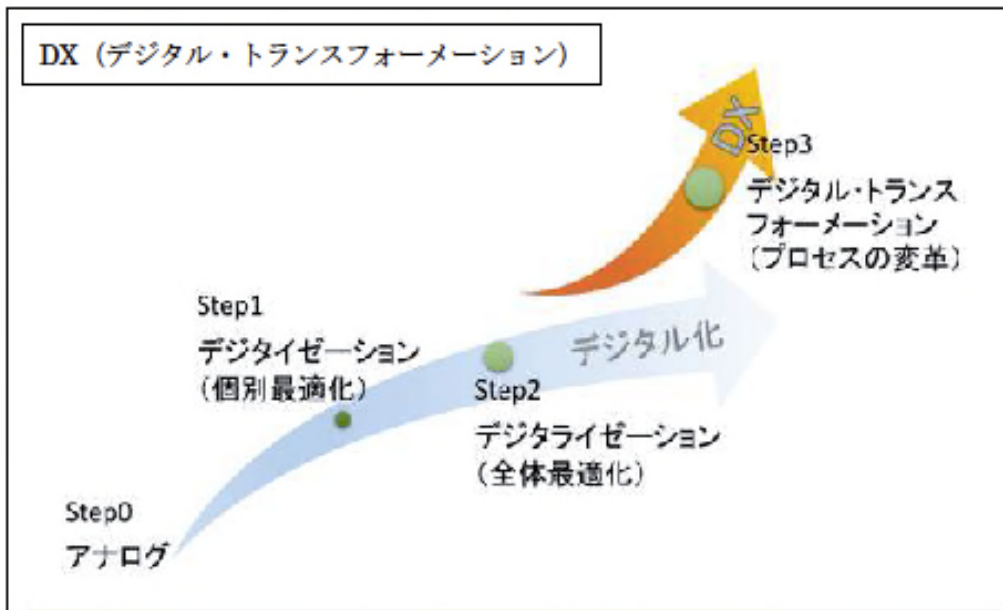 DX（デジタル・トランスフォーメーション）
DX
Step3
デジタル・トランス
フォーメーション
（プロセスの変革）
Step1
デジタイゼーション
（個別最適化）
デジタル化
Step2
デジタライゼーション
（全体最適化）
Step0
アナログ